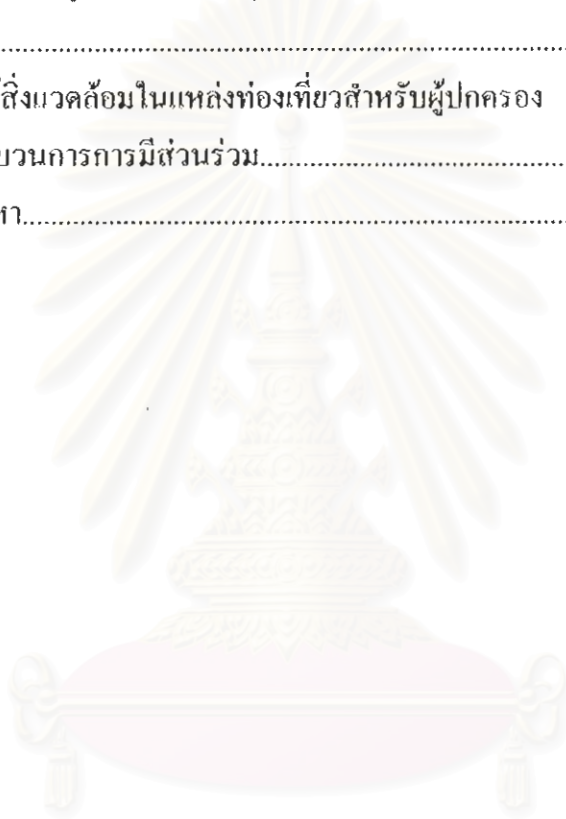 ....................................................................................
สิ่งแวดล้อมในแหล่งท่องเที่ยวสำหรับผู้ปกครอง
วนการการมีส่วนร่วม.............................................
หา..............................................................................